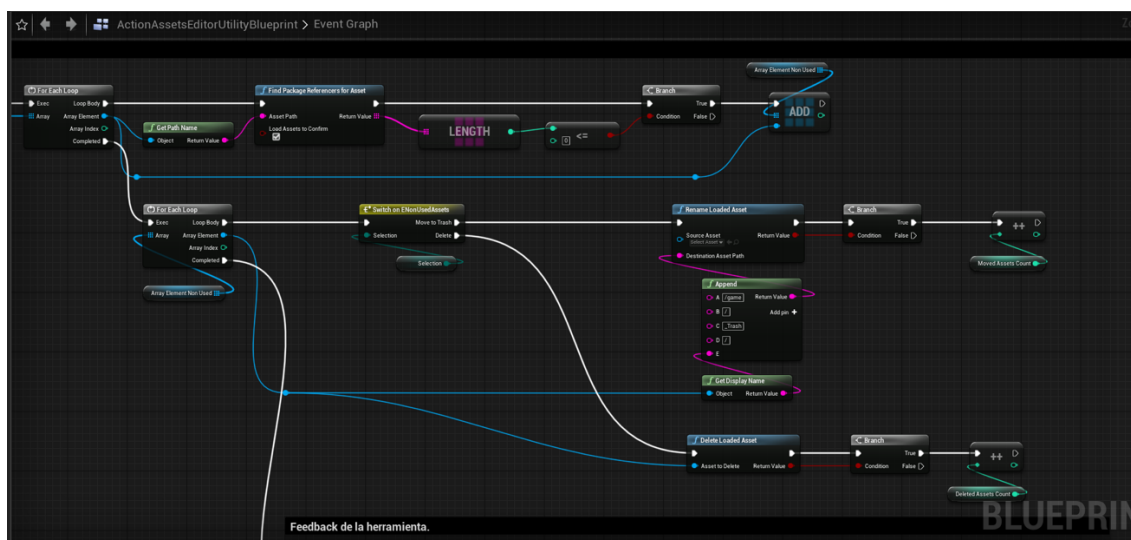 ActionAssetsEditorUtilityBlueprint > Event Graph
Array Element Non Used
For Each Loop
Exec Loop Body
Array Array Element
Array Index
Completed
Get Path Name
Object Return Value
Find Package Referencers for Asset
Asset Path Return Value
Load Assets to Confirm
LENGTH
0 <=
Branch
True
Condition False
ADD
For Each Loop
Exec Loop Body
Array Array Element
Array Index
Completed
Array Element Non Used
Switch on ENonUsedAssets
Move to Trash
Selection Delete
Selection
Rename Loaded Asset
Source Asset Return Value
Select Asset
Destination Asset Path
Branch
True
Condition False
++
Moved Assets Count
Append
A /game Return Value
B / Add pin +
C _Trash
D /
E
Get Display Name
Object Return Value
Delete Loaded Asset
Asset to Delete Return Value
Branch
True
Condition False
++
Deleted Assets Count
Feedback de la herramienta.